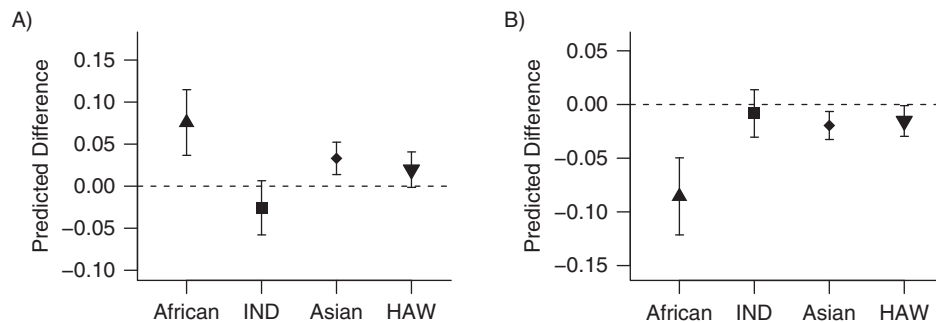 A)
Predicted Difference
0.15
0.10
0.05
0.00
−0.05
−0.10
African IND Asian HAW
B)
Predicted Difference
0.05
0.00
−0.05
−0.10
−0.15
African IND Asian HAW